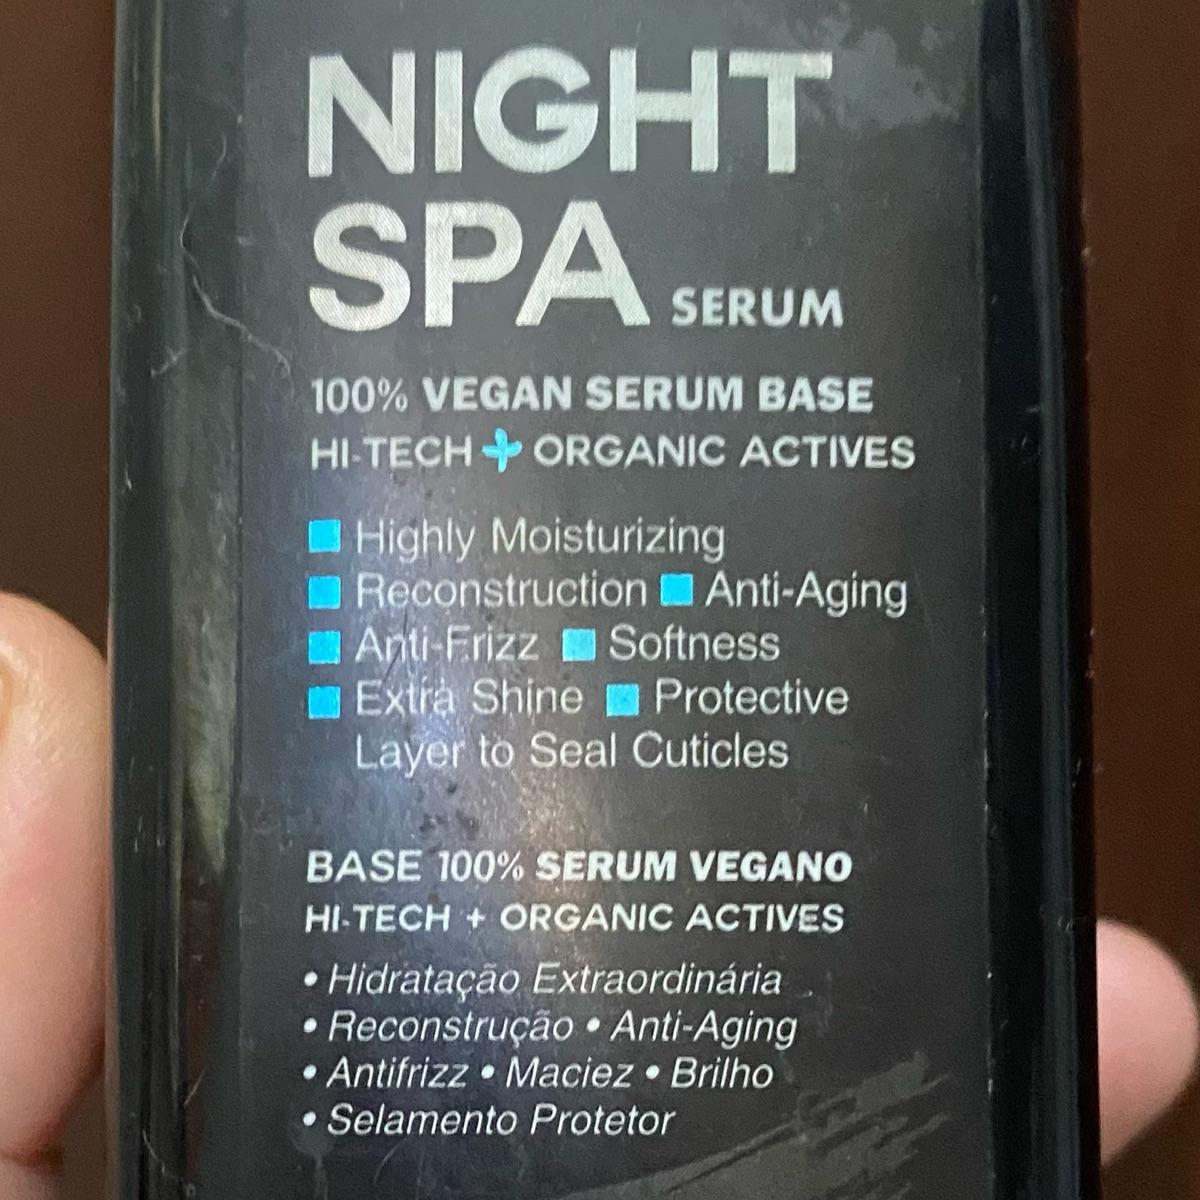 NIGHT
SPA SERUM
100% VEGAN SERUM BASE
HI-TECH + ORGANIC ACTIVES
■ Highly Moisturizing
■ Reconstruction ■ Anti-Aging
■ Anti-Frizz ■ Softness
■ Extra Shine ■ Protective
Layer to Seal Cuticles
BASE 100% SERUM VEGANO
HI-TECH + ORGANIC ACTIVES
• Hidratação Extraordinária
• Reconstrução • Anti-Aging
• Antifrizz • Maciez • Brilho
• Selamento Protetor